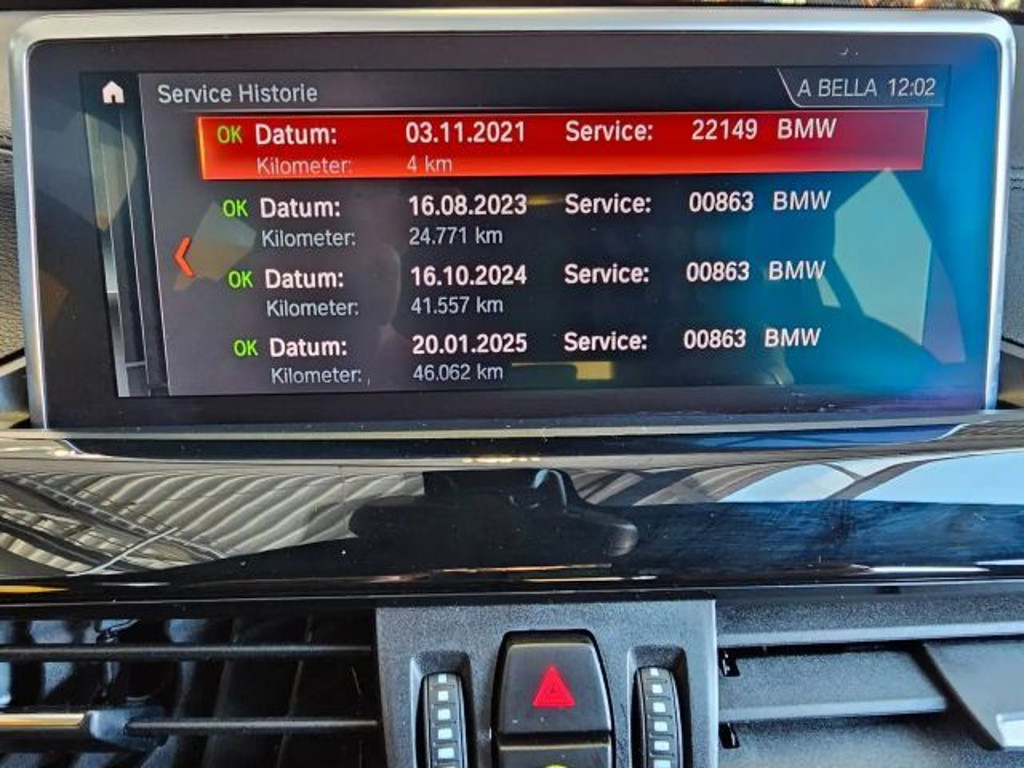 Service Historie A BELLA 12:02
OK Datum: 03.11.2021 Service: 22149 BMW
Kilometer: 4 km
OK Datum: 16.08.2023 Service: 00863 BMW
Kilometer: 24.771 km
OK Datum: 16.10.2024 Service: 00863 BMW
Kilometer: 41.557 km
OK Datum: 20.01.2025 Service: 00863 BMW
Kilometer: 46.062 km